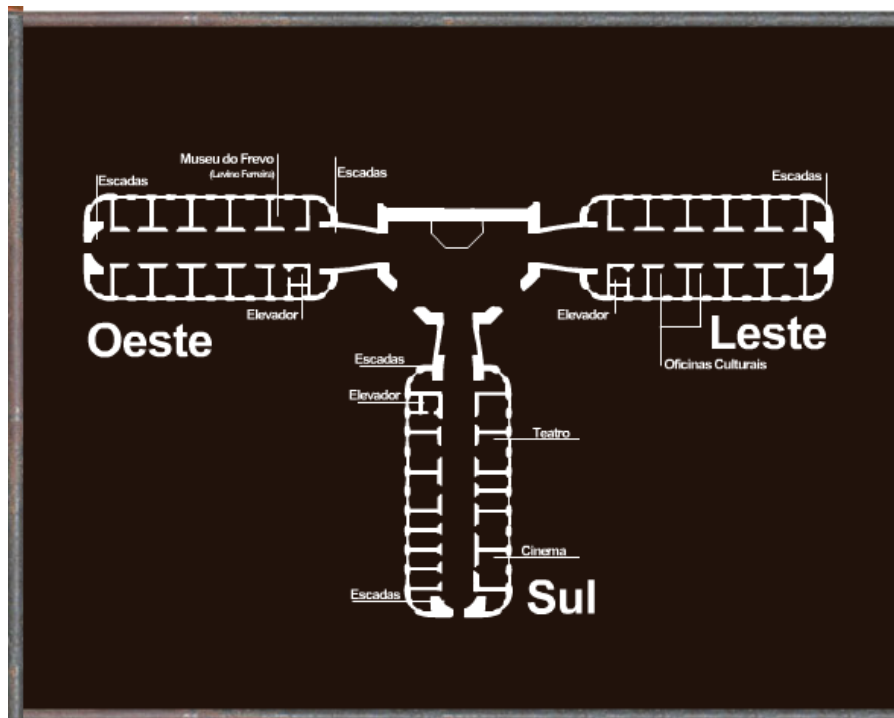 Museu do Frevo
(Levino Ferreira)
Escadas
Escadas
Escadas
Elevador
Elevador
Oeste
Leste
Oficinas Culturais
Escadas
Elevador
Teatro
Cinema
Escadas
Sul